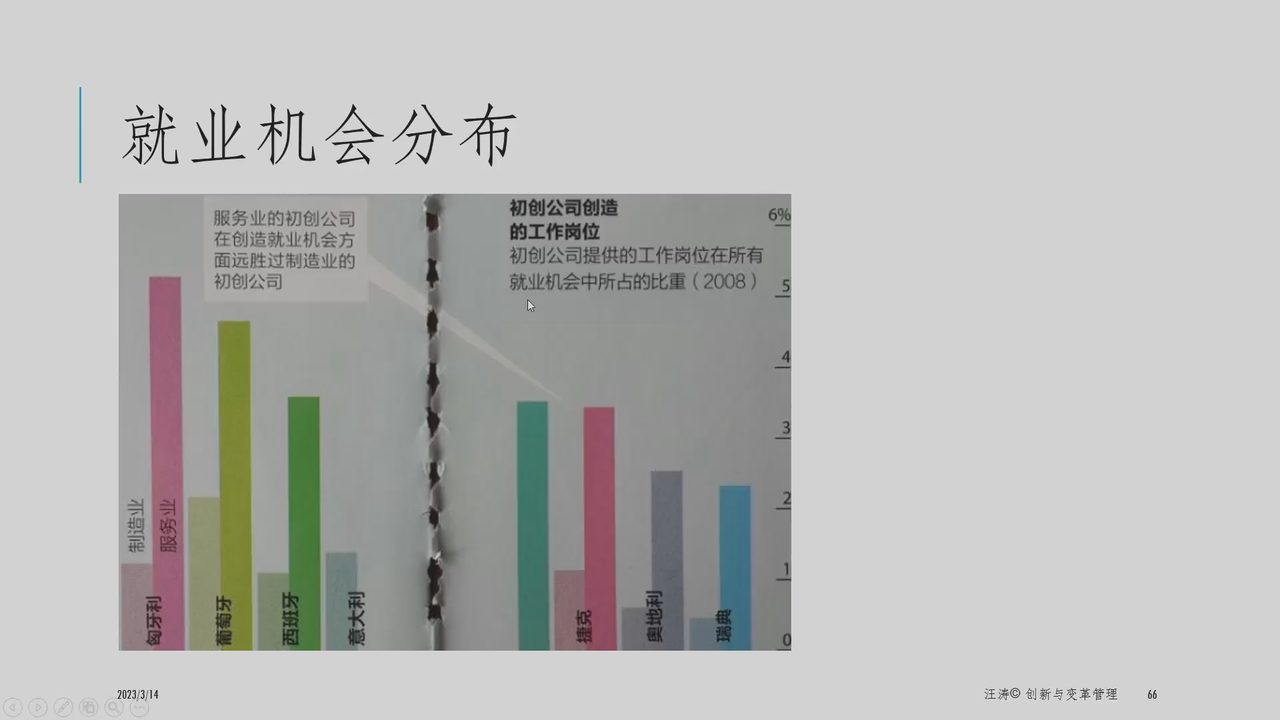 就业机会分布
服务业的初创公司
在创造就业机会方
面远胜过制造业的
初创公司
初创公司创造
的工作岗位
初创公司提供的工作岗位在所有
就业机会中所占的比重（2008）
6%
5
4
3
2
1
0
制造业
服务业
匈牙利
葡萄牙
西班牙
意大利
捷克
奥地利
瑞典
2023/3/14
汪涛© 创新与变革管理
66